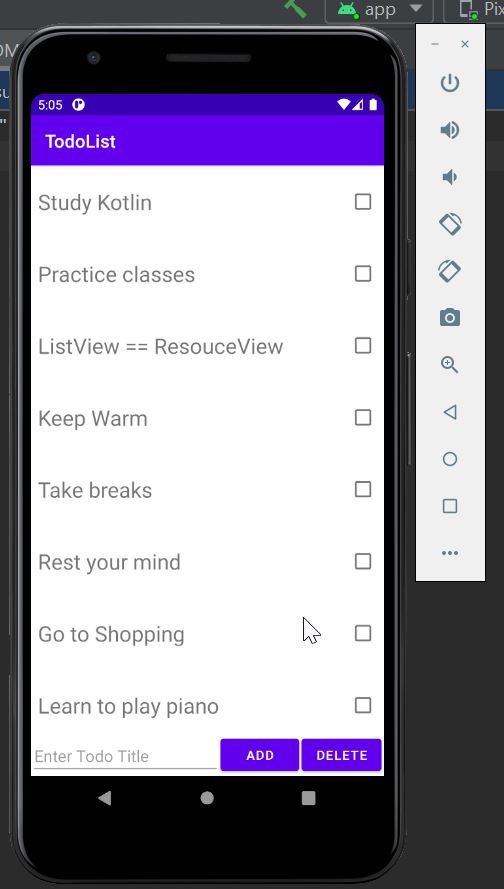 app
Pix
5:05
TodoList
Study Kotlin
Practice classes
ListView == ResouceView
Keep Warm
Take breaks
Rest your mind
Go to Shopping
Learn to play piano
Enter Todo Title
ADD
DELETE